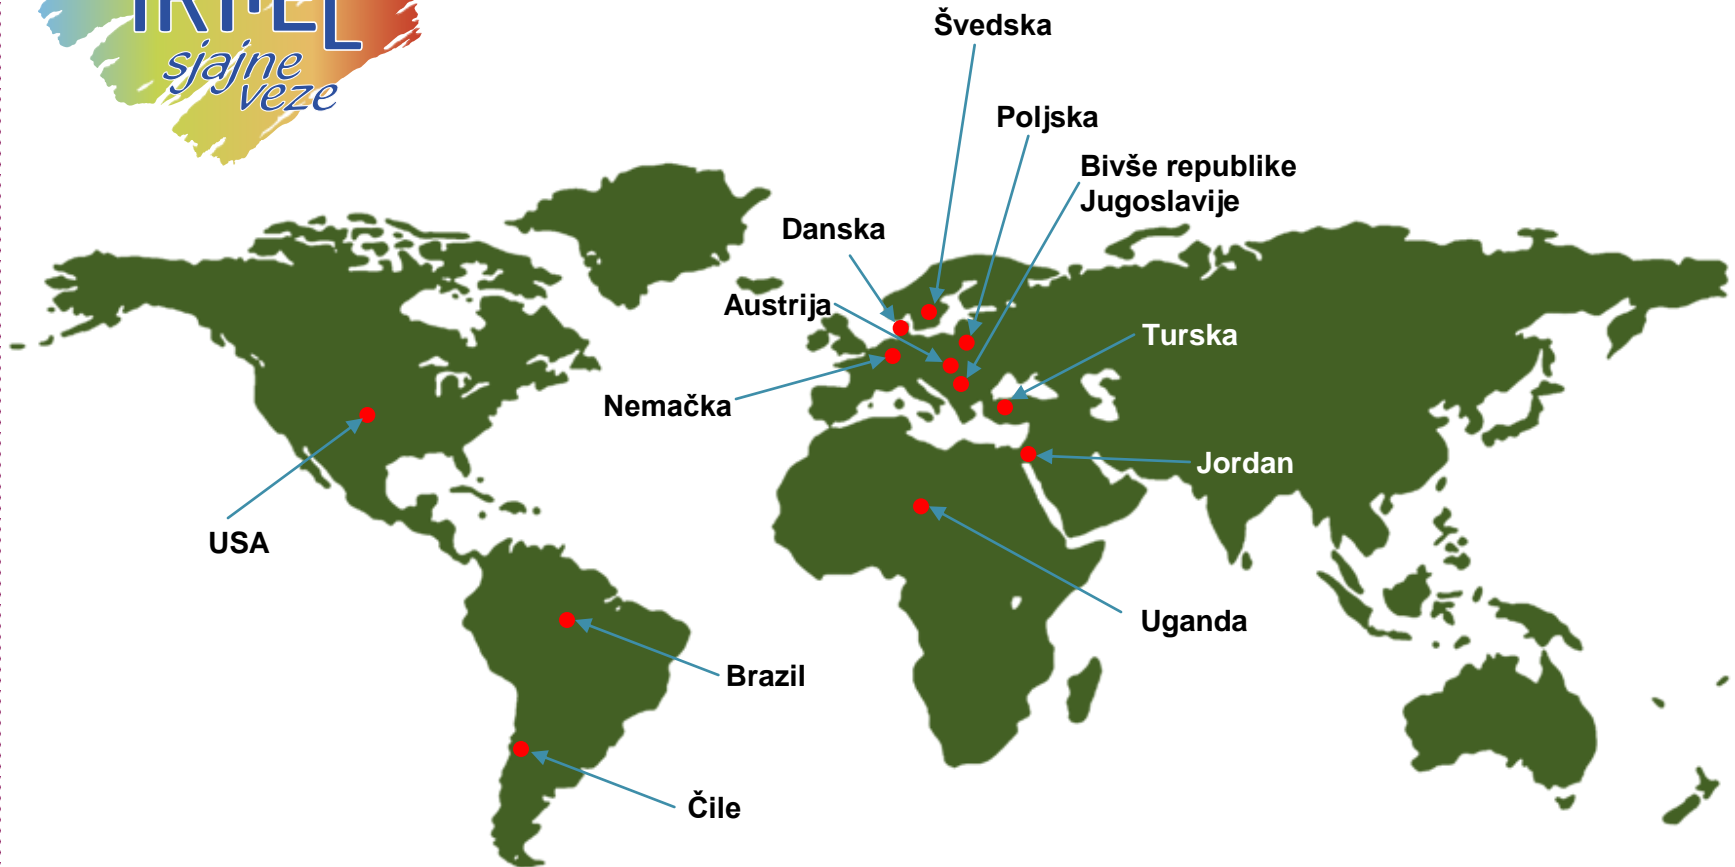 sjajne
veze
Švedska
Poljska
Bivše republike
Jugoslavije
Danska
Austrija
Turska
Nemačka
Jordan
USA
Uganda
Brazil
Čile